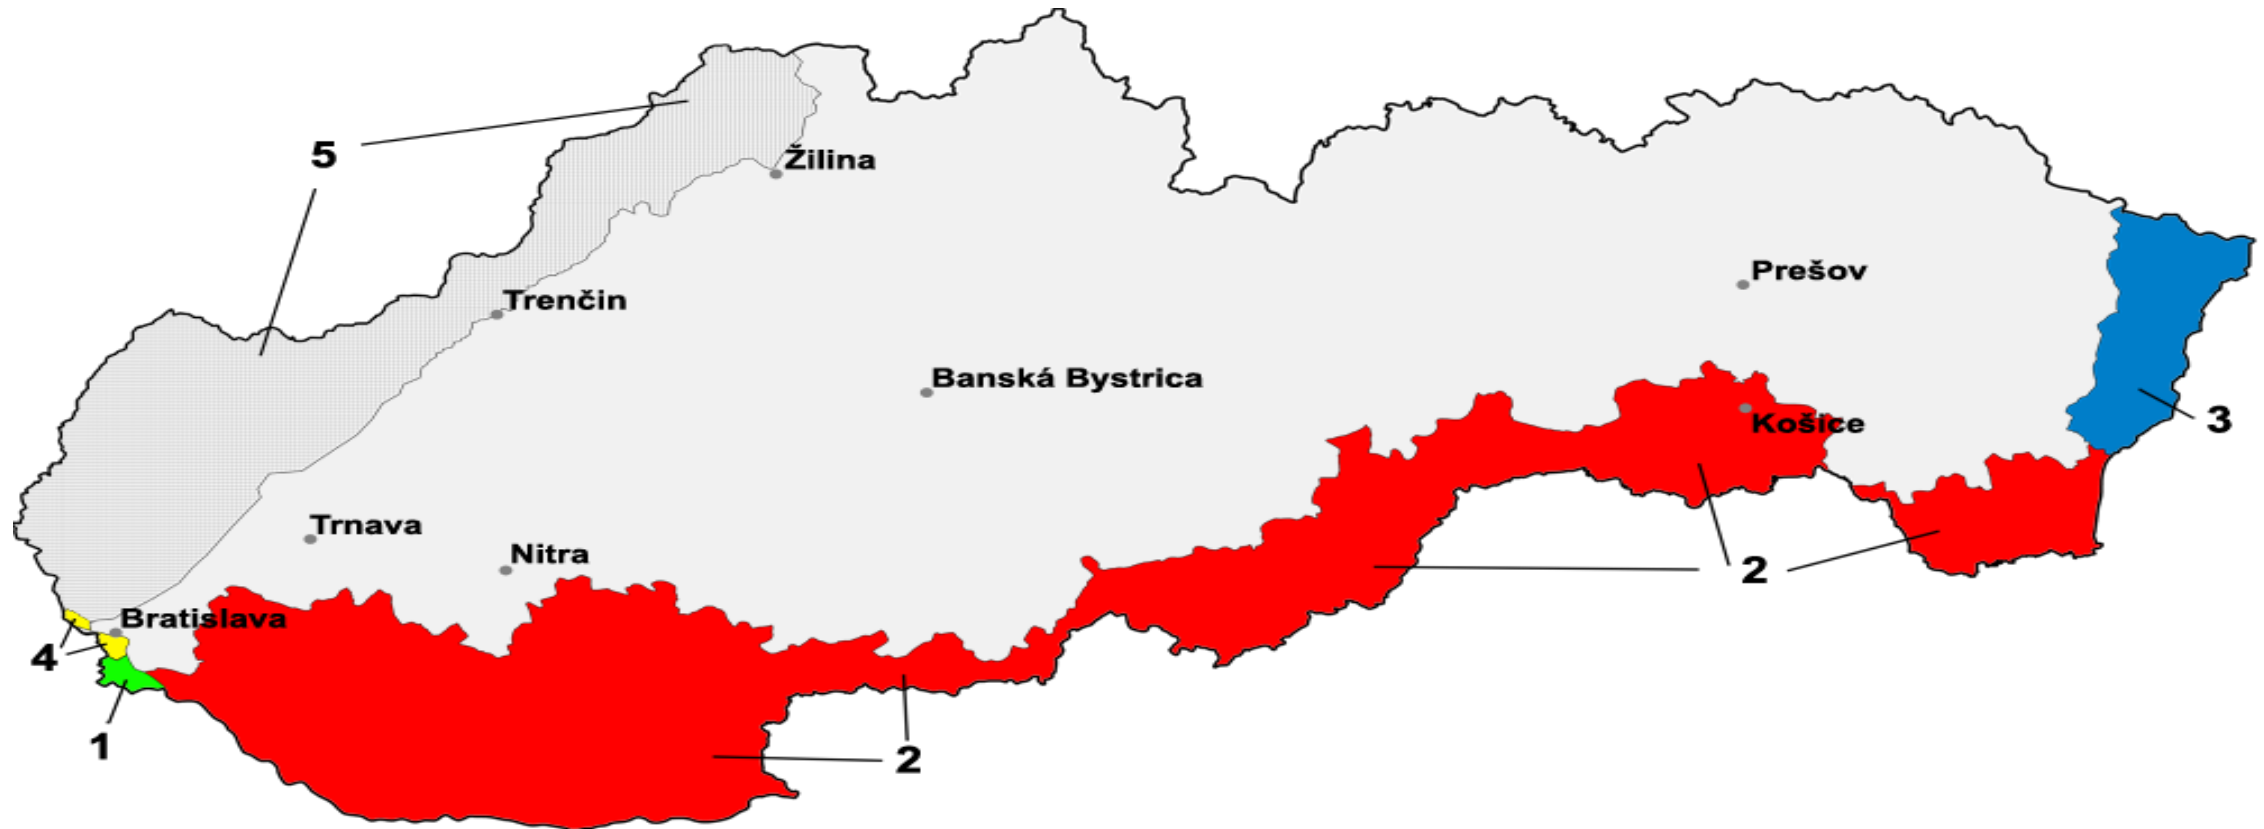 5
Žilina
Prešov
Trenčin
Banská Bystrica
3
Košice
Trnava
Nitra
2
Bratislava
4
1
2